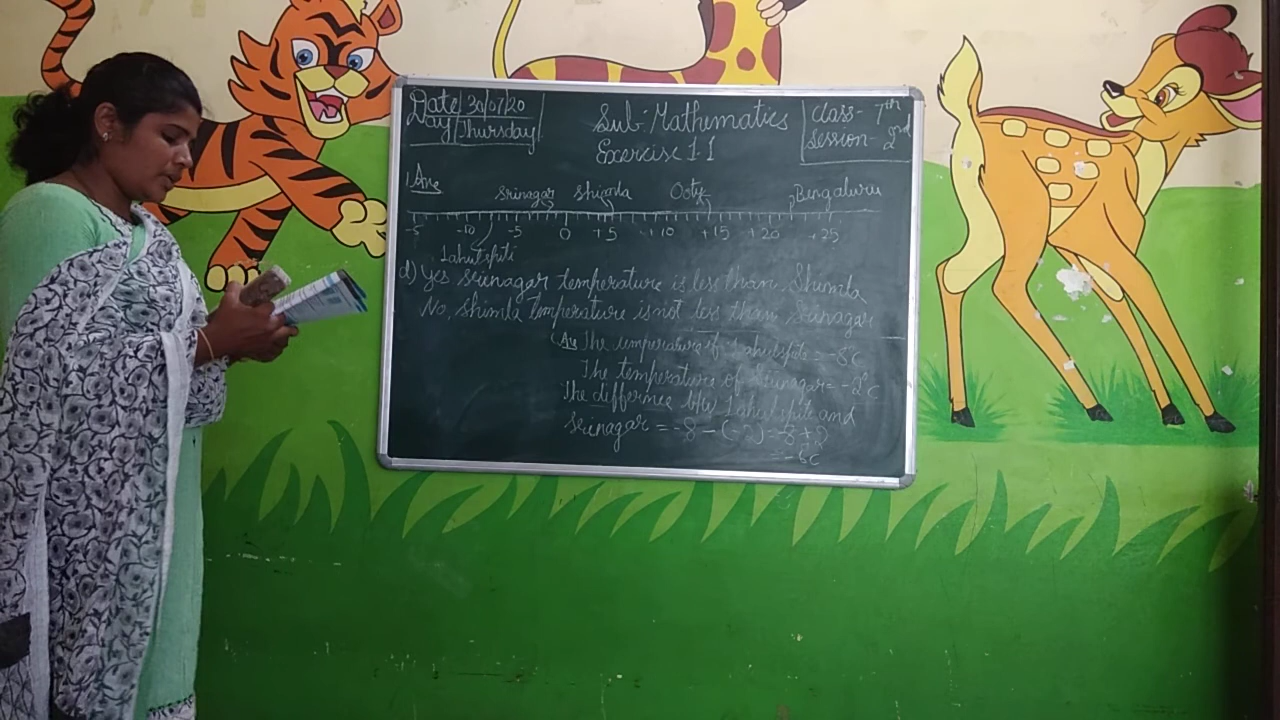 Date 30/07/20
Day Thursday
Sub:- Mathematics
Exercise 1.1
Class- 7th
Session- 2nd
1 Ans
Srinagar Shimla Ooty Bengaluru
-5 -10 -5 0 +5 +10 +15 +20 +25
Lahulspiti
d) Yes Srinagar temperature is less than Shimla
No, Shimla Temperature is not less than Srinagar
Ans The temperature of Lahulspiti = -8°C
The temperature of Srinagar = -2°C
The differnce b/w Lahulspiti and
Srinagar = -8-(-2) = -8+2
= -6°C